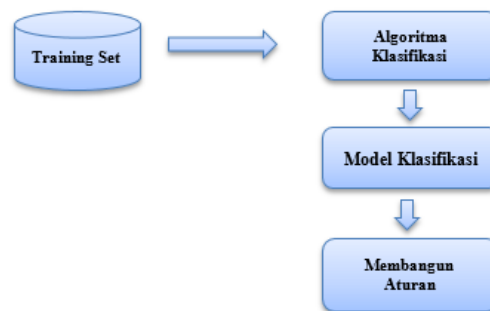 Training Set
Algoritma
Klasifikasi
Model Klasifikasi
Membangun
Aturan